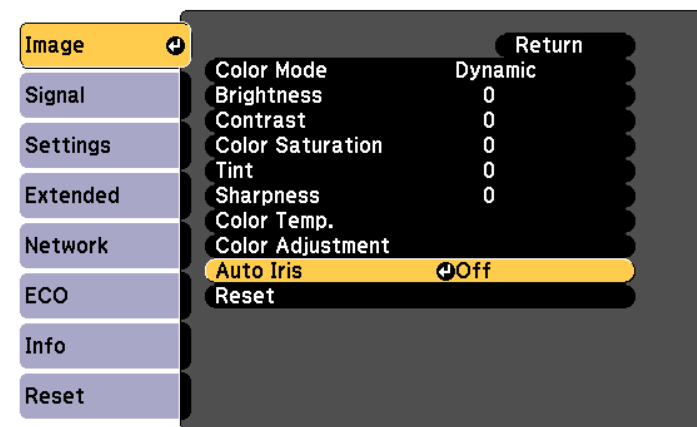 Image
Signal
Settings
Extended
Network
ECO
Info
Reset
Return
Color Mode Dynamic
Brightness 0
Contrast 0
Color Saturation 0
Tint 0
Sharpness 0
Color Temp.
Color Adjustment
Auto Iris Off
Reset